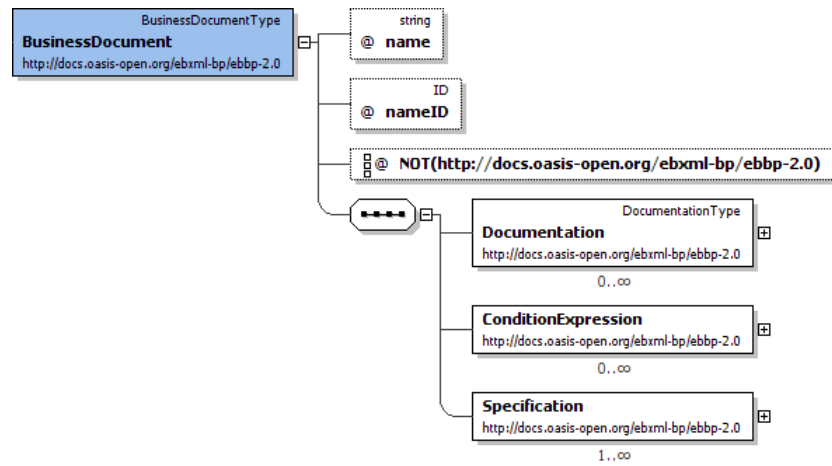 BusinessDocumentType
BusinessDocument
http://docs.oasis-open.org/ebxml-bp/ebbp-2.0
string
@ name
ID
@ nameID
@ NOT(http://docs.oasis-open.org/ebxml-bp/ebbp-2.0)
DocumentationType
Documentation
http://docs.oasis-open.org/ebxml-bp/ebbp-2.0
0..∞
ConditionExpression
http://docs.oasis-open.org/ebxml-bp/ebbp-2.0
0..∞
Specification
http://docs.oasis-open.org/ebxml-bp/ebbp-2.0
1..∞